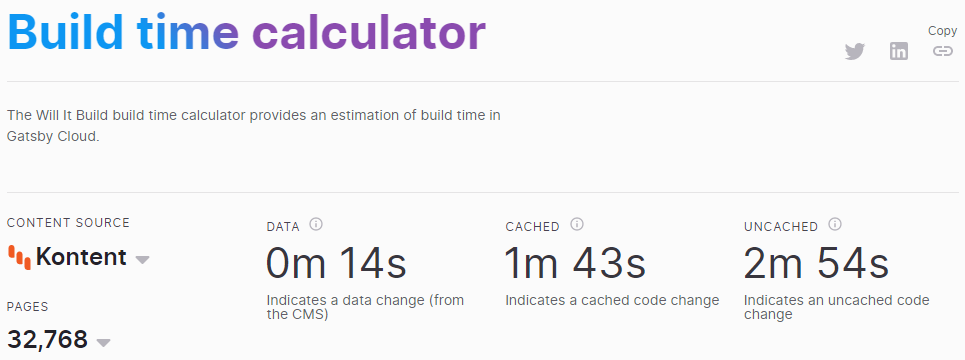 Build time calculator
Copy
The Will It Build build time calculator provides an estimation of build time in
Gatsby Cloud.
CONTENT SOURCE
Kontent
PAGES
32,768
DATA
0m 14s
Indicates a data change (from
the CMS)
CACHED
1m 43s
Indicates a cached code change
UNCACHED
2m 54s
Indicates an uncached code
change